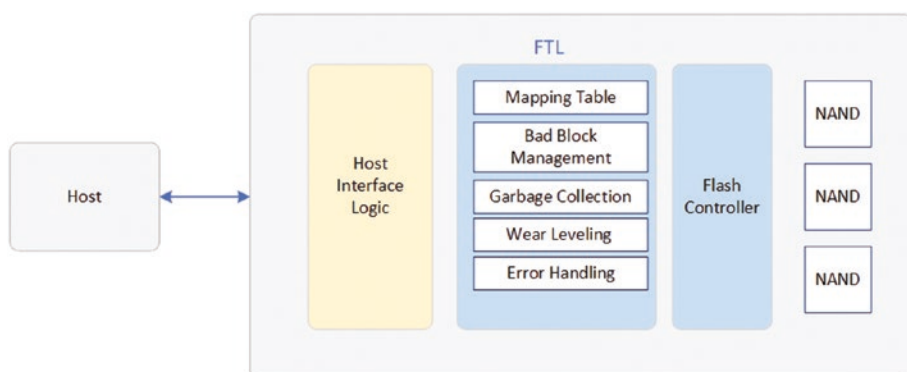 FTL
Host
Host
Interface
Logic
Mapping Table
Bad Block
Management
Garbage Collection
Wear Leveling
Error Handling
Flash
Controller
NAND
NAND
NAND